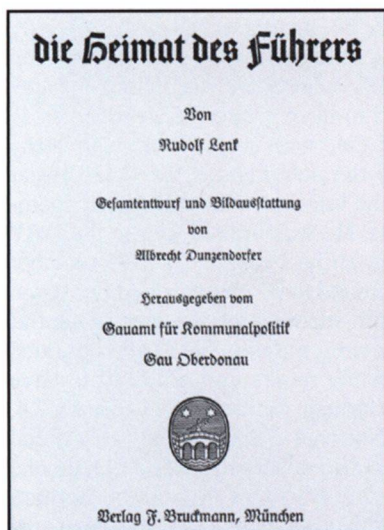 die Heimat des Führers
Von
Rudolf Lenk
Gesamtentwurf und Bildausstattung
von
Albrecht Dunzendorfer
Herausgegeben vom
Gauamt für Kommunalpolitik
Gau Oberdonau
Verlag F. Bruckmann, München